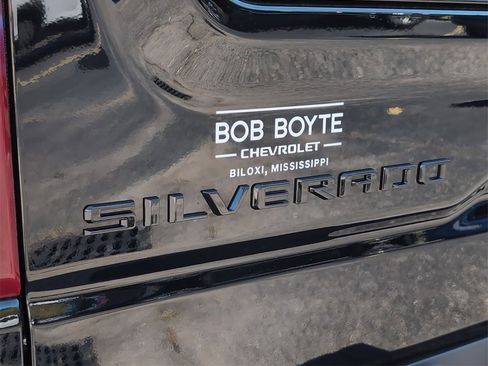 BOB BOYTE
CHEVROLET
BILOXI, MISSISSIPPI
SILVERADO